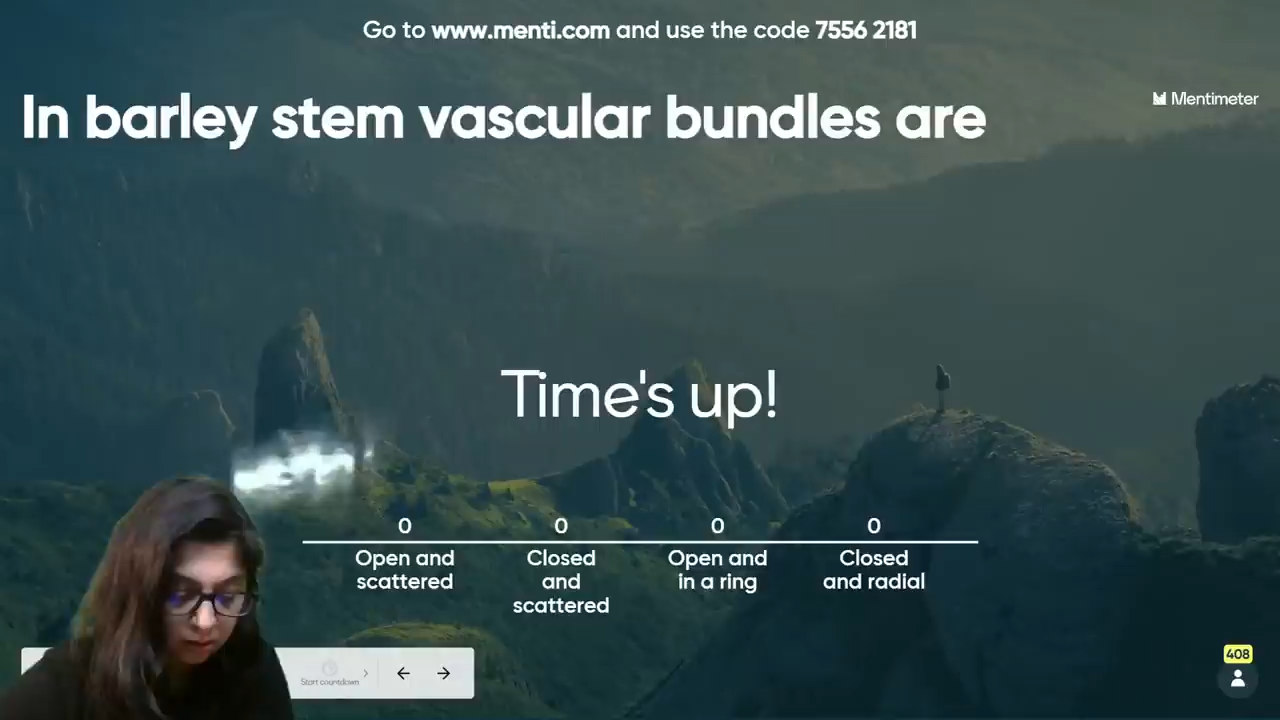 Go to www.menti.com and use the code 7556 2181
In barley stem vascular bundles are
Mentimeter
Time's up!
0
0
0
0
Open and
scattered
Closed
and
scattered
Open and
in a ring
Closed
and radial
408
Start countdown